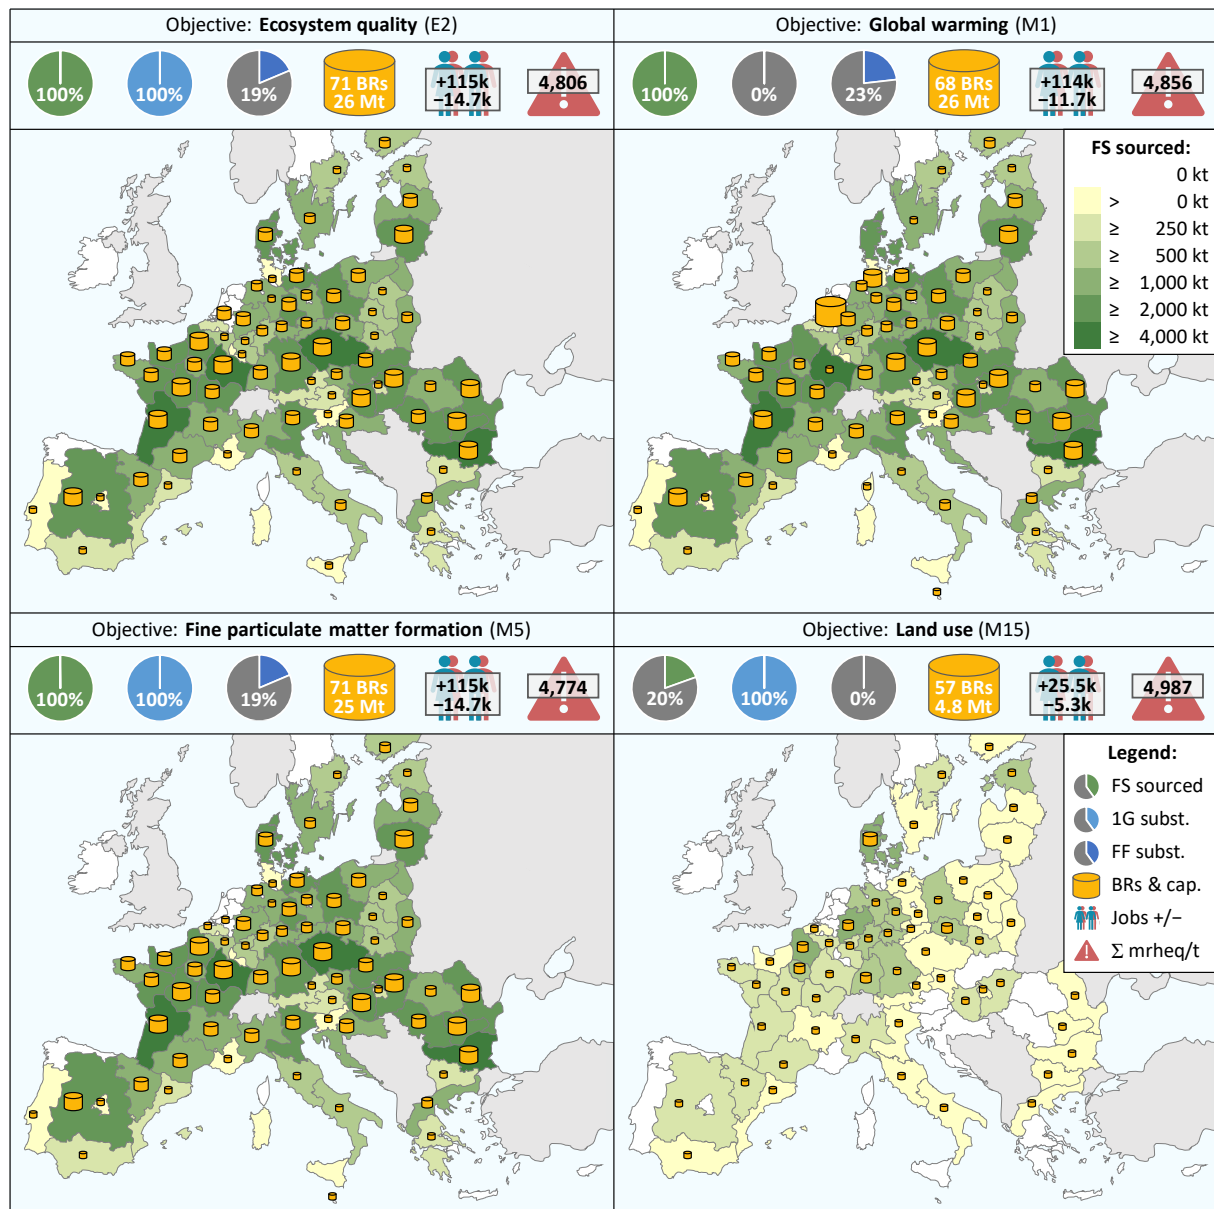 Objective: Ecosystem quality (E2)
100%
100%
19%
71 BRs
26 Mt
+115k
−14.7k
4,806
Objective: Global warming (M1)
100%
0%
23%
68 BRs
26 Mt
+114k
−11.7k
4,856
FS sourced:
0 kt
> 0 kt
≥ 250 kt
≥ 500 kt
≥ 1,000 kt
≥ 2,000 kt
≥ 4,000 kt
Objective: Fine particulate matter formation (M5)
100%
100%
19%
71 BRs
25 Mt
+115k
−14.7k
4,774
Objective: Land use (M15)
20%
100%
0%
57 BRs
4.8 Mt
+25.5k
−5.3k
4,987
Legend:
FS sourced
1G subst.
FF subst.
BRs & cap.
Jobs +/−
Σ mrheq/t